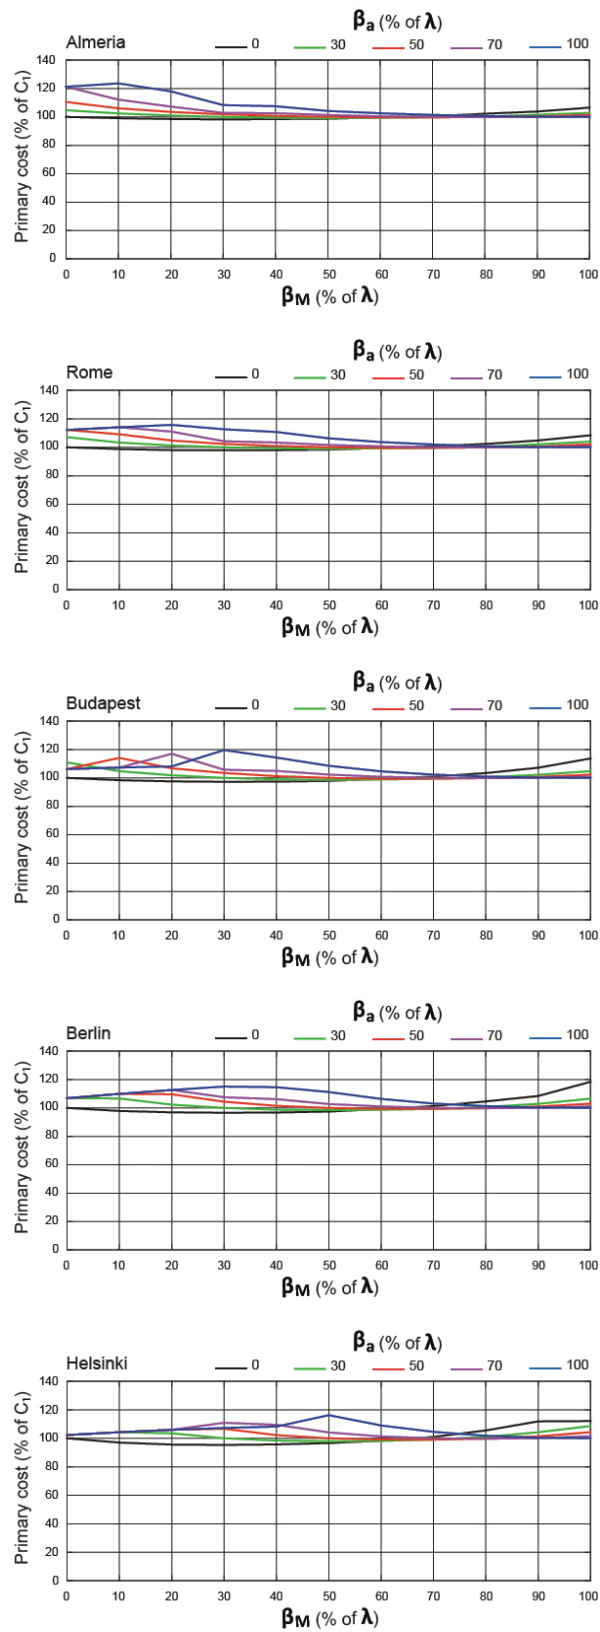 βa (% of λ)
Almeria 0 30 50 70 100
140
120
100
80
60
40
20
0
Primary cost (% of C1)
0 10 20 30 40 50 60 70 80 90 100
βM (% of λ)
βa (% of λ)
Rome 0 30 50 70 100
140
120
100
80
60
40
20
0
Primary cost (% of C1)
0 10 20 30 40 50 60 70 80 90 100
βM (% of λ)
βa (% of λ)
Budapest 0 30 50 70 100
140
120
100
80
60
40
20
0
Primary cost (% of C1)
0 10 20 30 40 50 60 70 80 90 100
βM (% of λ)
βa (% of λ)
Berlin 0 30 50 70 100
140
120
100
80
60
40
20
0
Primary cost (% of C1)
0 10 20 30 40 50 60 70 80 90 100
βM (% of λ)
βa (% of λ)
Helsinki 0 30 50 70 100
140
120
100
80
60
40
20
0
Primary cost (% of C1)
0 10 20 30 40 50 60 70 80 90 100
βM (% of λ)